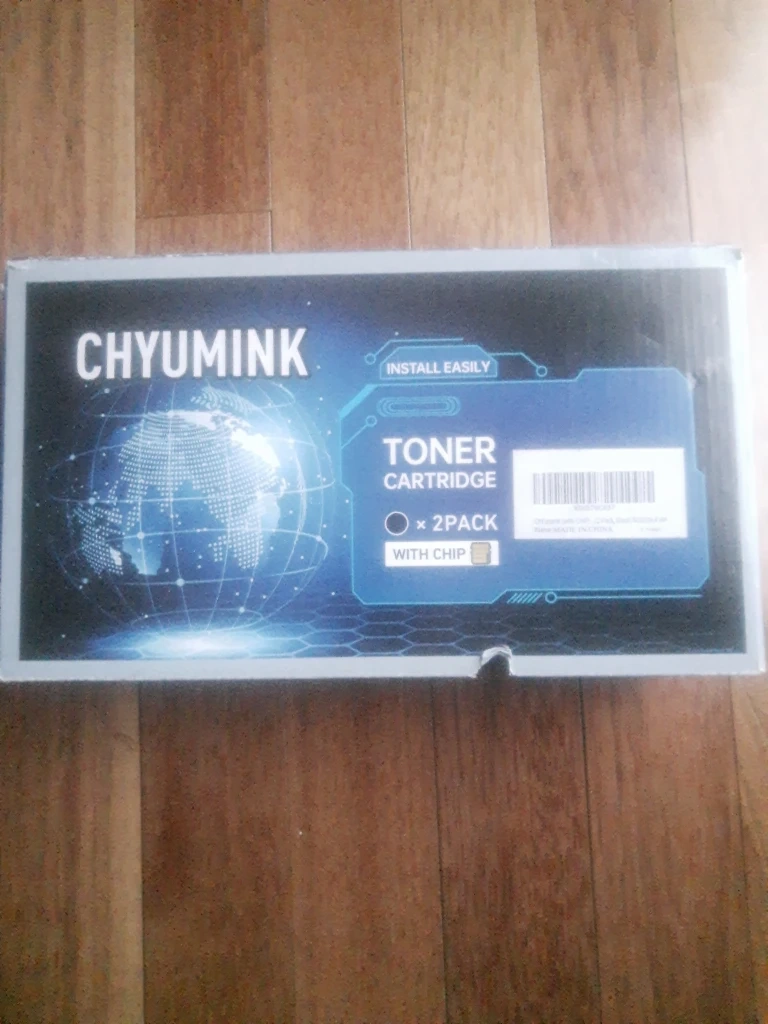 CHYUMINK
INSTALL EASILY
TONER
CARTRIDGE
× 2PACK
WITH CHIP